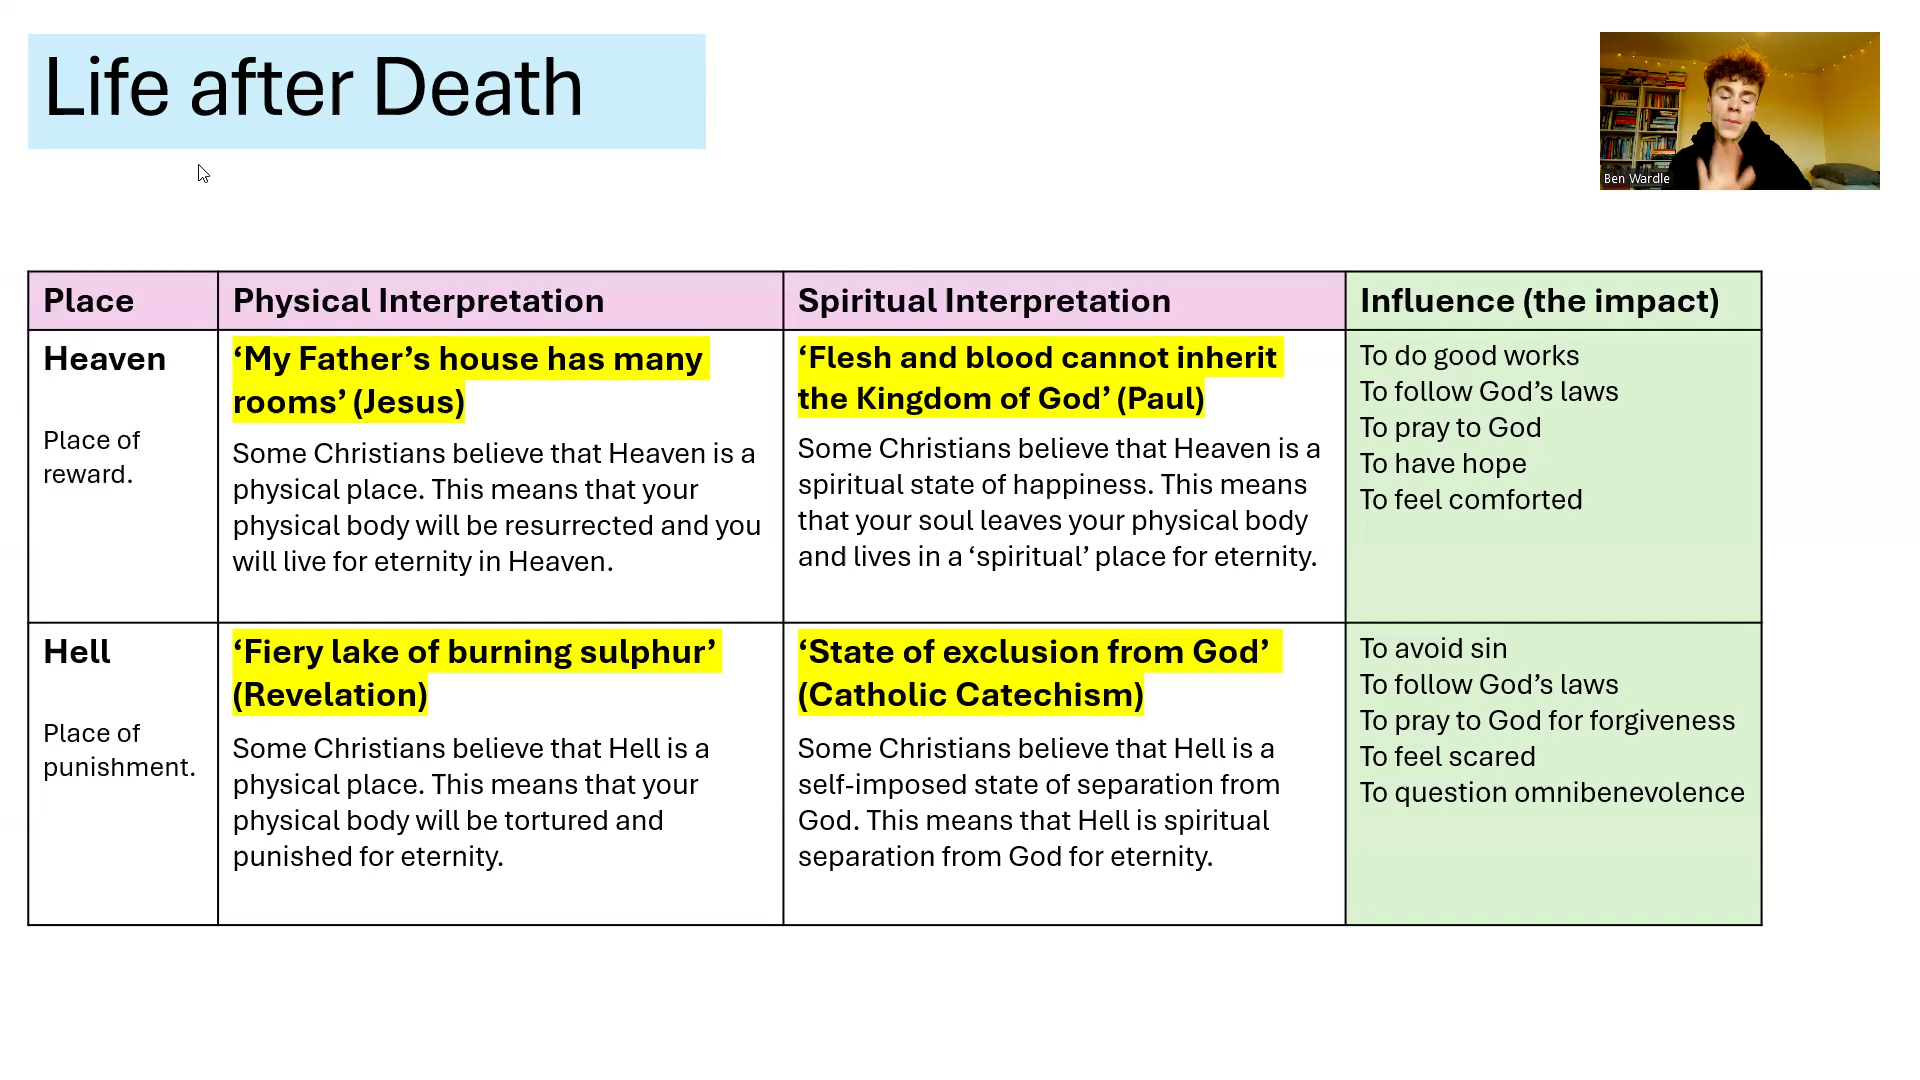 Life after Death
Ben Wardle
Place
Physical Interpretation
Spiritual Interpretation
Influence (the impact)
Heaven
Place of
reward.
‘My Father’s house has many
rooms’ (Jesus)
Some Christians believe that Heaven is a
physical place. This means that your
physical body will be resurrected and you
will live for eternity in Heaven.
‘Flesh and blood cannot inherit
the Kingdom of God’ (Paul)
Some Christians believe that Heaven is a
spiritual state of happiness. This means
that your soul leaves your physical body
and lives in a ‘spiritual’ place for eternity.
To do good works
To follow God’s laws
To pray to God
To have hope
To feel comforted
Hell
Place of
punishment.
‘Fiery lake of burning sulphur’
(Revelation)
Some Christians believe that Hell is a
physical place. This means that your
physical body will be tortured and
punished for eternity.
‘State of exclusion from God’
(Catholic Catechism)
Some Christians believe that Hell is a
self-imposed state of separation from
God. This means that Hell is spiritual
separation from God for eternity.
To avoid sin
To follow God’s laws
To pray to God for forgiveness
To feel scared
To question omnibenevolence